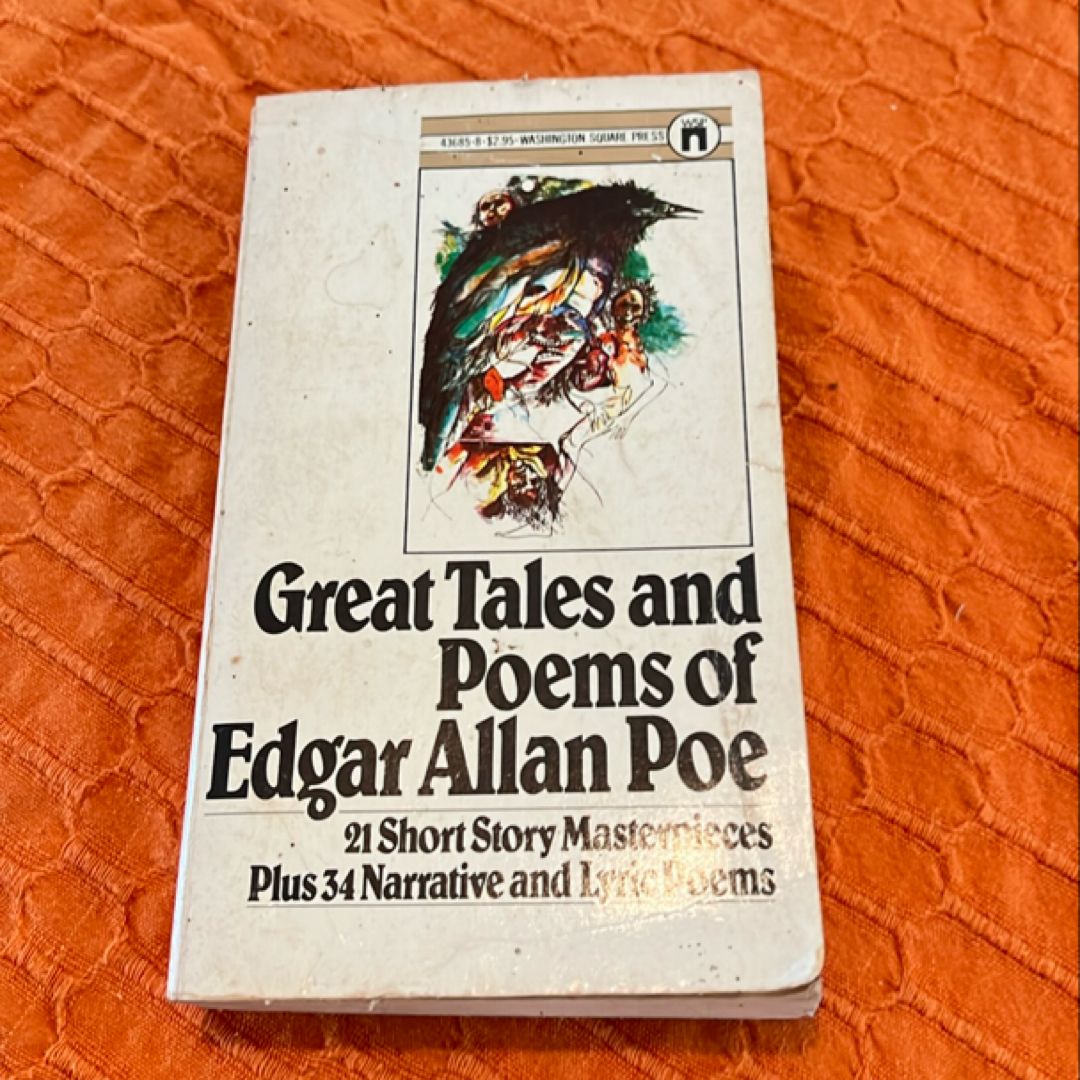 43685-8·$2.95·WASHINGTON SQUARE PRESS
WSP
Great Tales and
Poems of
Edgar Allan Poe
21 Short Story Masterpieces
Plus 34 Narrative and Lyric Poems